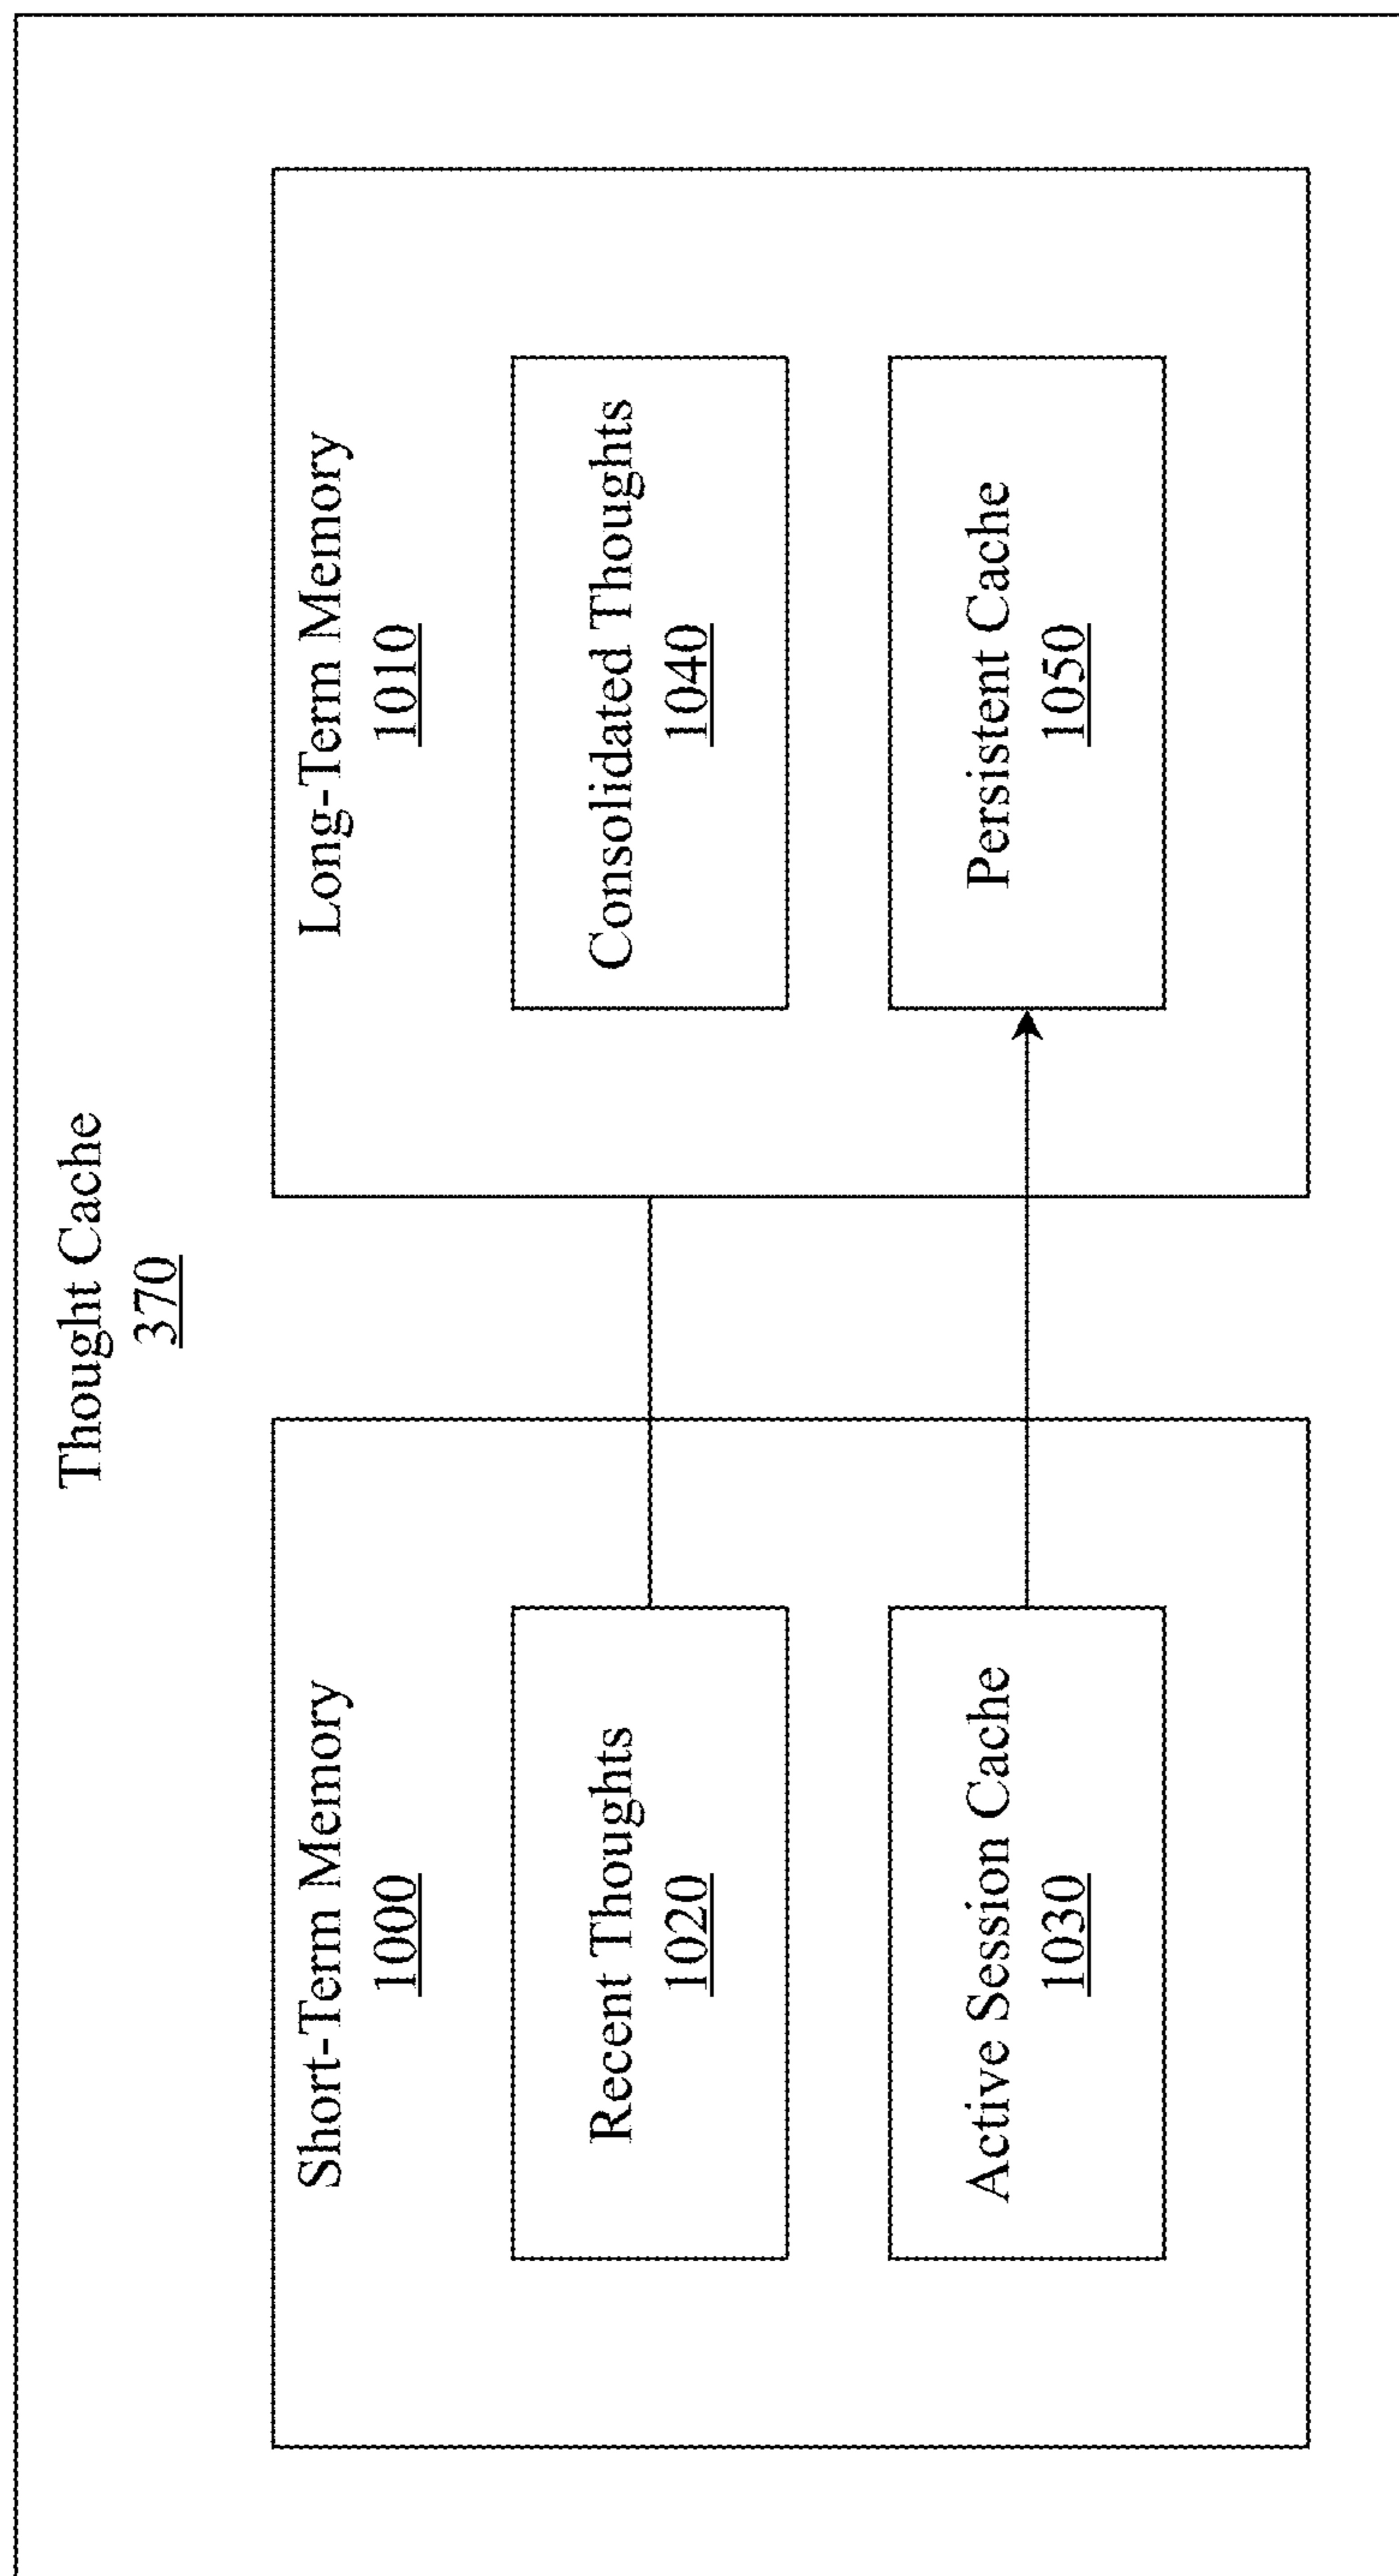 Thought Cache
370
Short-Term Memory
1000
Recent Thoughts
1020
Active Session Cache
1030
Long-Term Memory
1010
Consolidated Thoughts
1040
Persistent Cache
1050